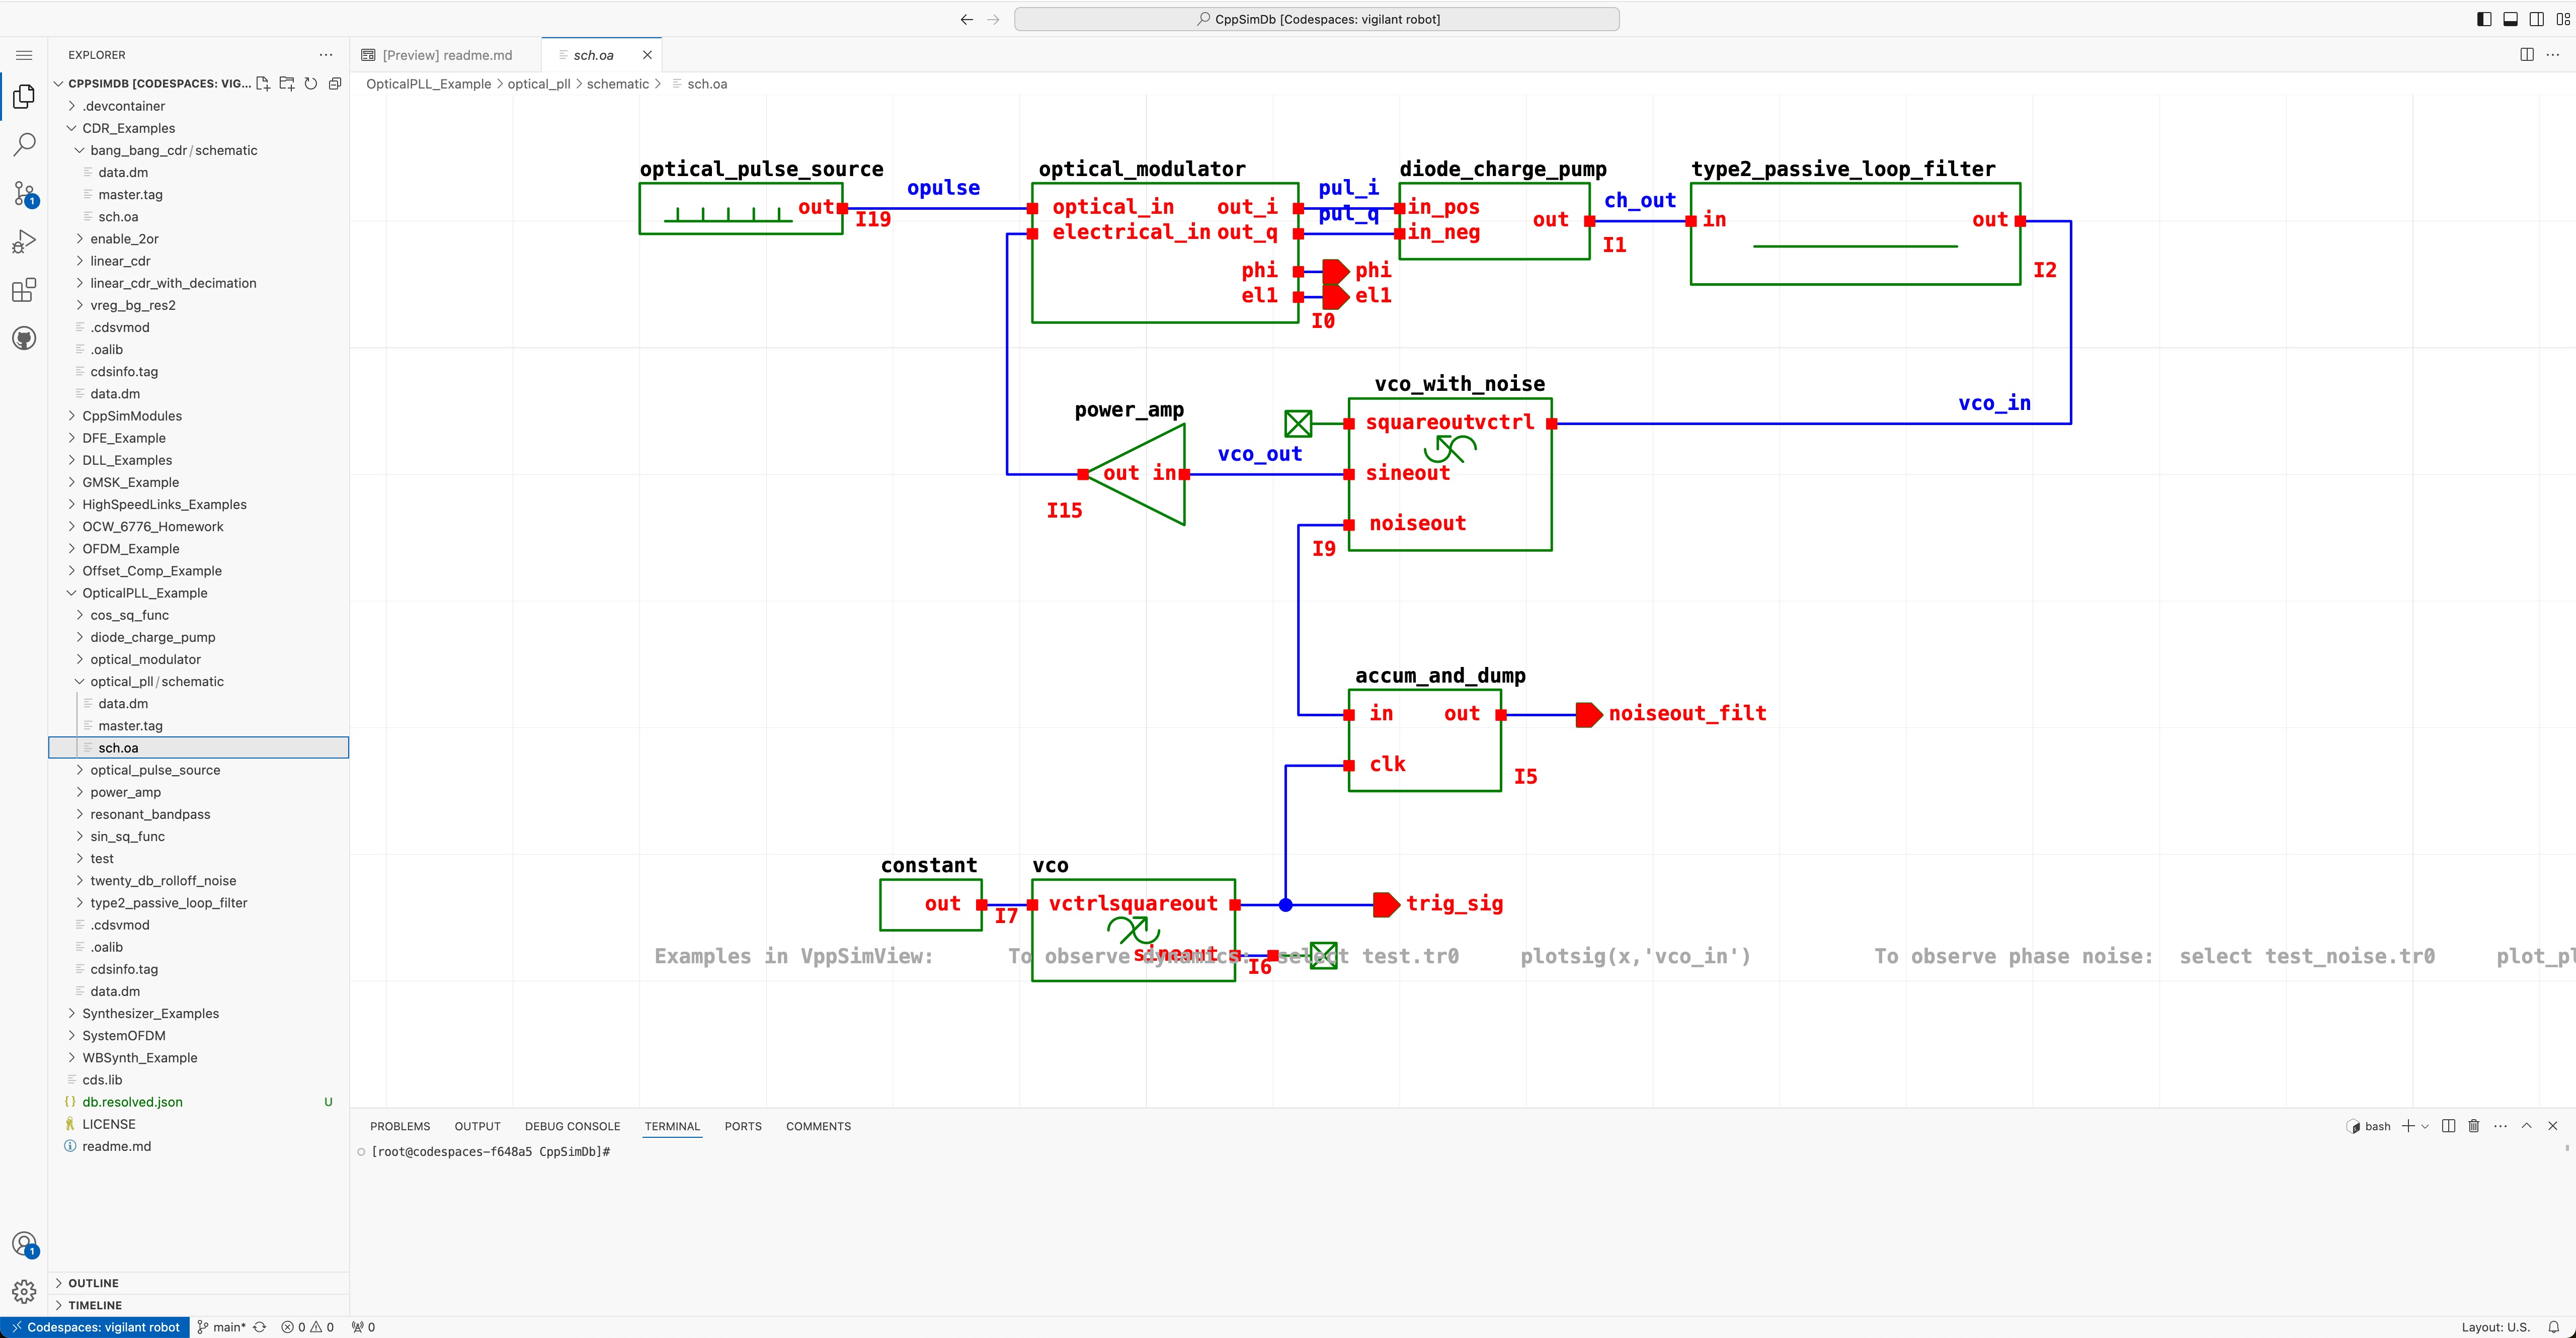 CppSimDb [Codespaces: vigilant robot]
EXPLORER
CPPSIMDB [CODESPACES: VIG...
.devcontainer
CDR_Examples
bang_bang_cdr / schematic
data.dm
master.tag
sch.oa
enable_2or
linear_cdr
linear_cdr_with_decimation
vreg_bg_res2
.cdsvmod
.oalib
cdsinfo.tag
data.dm
CppSimModules
DFE_Example
DLL_Examples
GMSK_Example
HighSpeedLinks_Examples
OCW_6776_Homework
OFDM_Example
Offset_Comp_Example
OpticalPLL_Example
cos_sq_func
diode_charge_pump
optical_modulator
optical_pll / schematic
data.dm
master.tag
sch.oa
optical_pulse_source
power_amp
resonant_bandpass
sin_sq_func
test
twenty_db_rolloff_noise
type2_passive_loop_filter
.cdsvmod
.oalib
cdsinfo.tag
data.dm
Synthesizer_Examples
SystemOFDM
WBSynth_Example
cds.lib
{} db.resolved.json U
LICENSE
readme.md
OUTLINE
TIMELINE
1
1
[Preview] readme.md
sch.oa
OpticalPLL_Example > optical_pll > schematic > sch.oa
optical_pulse_source
out
I19
opulse
optical_modulator
optical_in out_i
electrical_in out_q
phi
el1
phi
el1
I0
pul_i
pul_q
diode_charge_pump
in_pos
in_neg
out
I1
ch_out
type2_passive_loop_filter
in out
I2
vco_in
vco_with_noise
squareout vctrl
sineout
noiseout
I9
vco_out
power_amp
out in
I15
accum_and_dump
in out
clk
I5
noiseout_filt
constant
out
I7
vco
vctrl squareout
sineout
I6
trig_sig
Examples in VppSimView: To observe dynamics: select test.tr0 plotsig(x,'vco_in') To observe phase noise: select test_noise.tr0
PROBLEMS OUTPUT DEBUG CONSOLE TERMINAL PORTS COMMENTS
bash
[root@codespaces-f648a5 CppSimDb]#
Codespaces: vigilant robot main* 0 0 0
Layout: U.S.